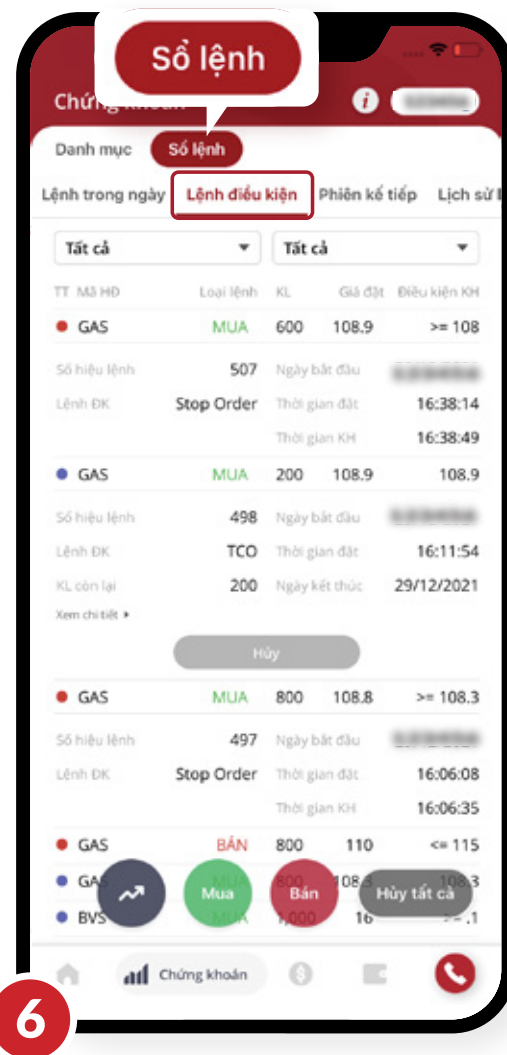 Sổ lệnh
Chứng khoán
Danh mục Sổ lệnh
Lệnh trong ngày Lệnh điều kiện Phiên kế tiếp Lịch sử
Tất cả Tất cả
TT Mã HĐ Loại lệnh KL Giá đặt Điều kiện KH
GAS MUA 600 108.9 >= 108
Số hiệu lệnh 507 Ngày bắt đầu
Lệnh ĐK Stop Order Thời gian đặt 16:38:14
Thời gian KH 16:38:49
GAS MUA 200 108.9 108.9
Số hiệu lệnh 498 Ngày bắt đầu
Lệnh ĐK TCO Thời gian đặt 16:11:54
KL còn lại 200 Ngày kết thúc 29/12/2021
Xem chi tiết
Hủy
GAS MUA 800 108.8 >= 108.3
Số hiệu lệnh 497 Ngày bắt đầu
Lệnh ĐK Stop Order Thời gian đặt 16:06:08
Thời gian KH 16:06:35
GAS BÁN 800 110 <= 115
Mua Bán Hủy tất cả
BVS 1,000 16
Chứng khoán
6